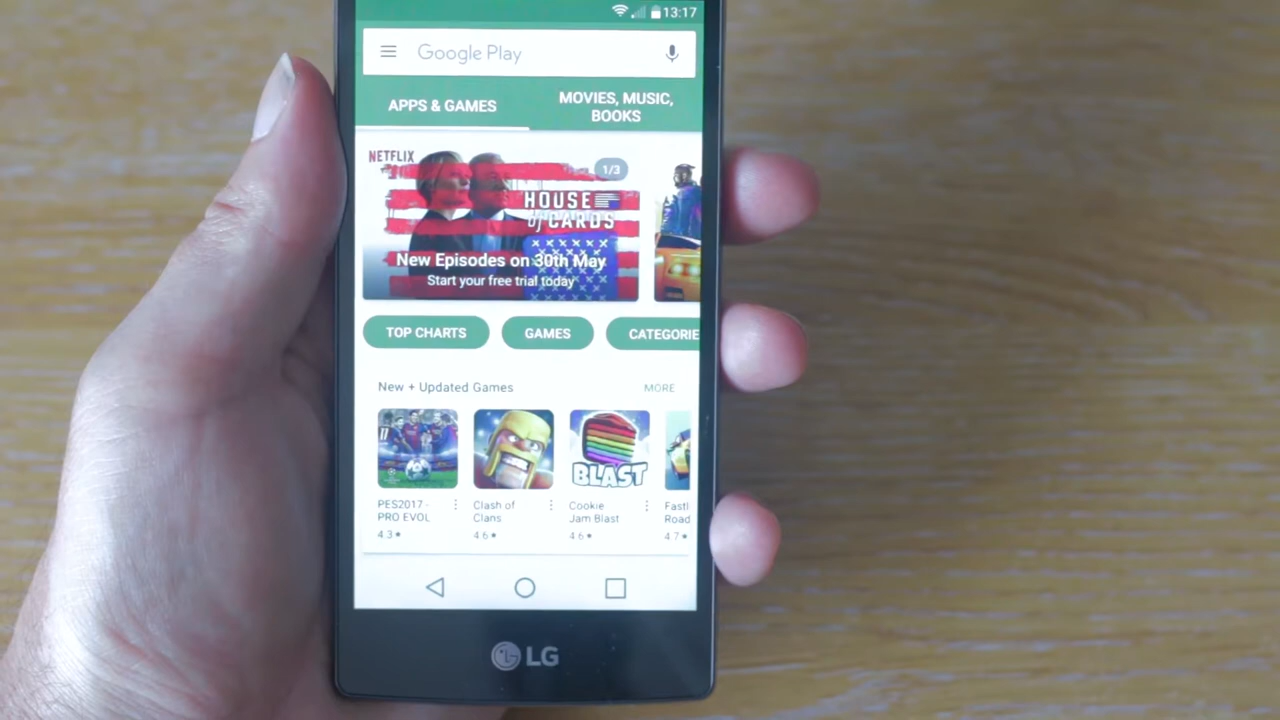 13:17
Google Play
APPS & GAMES
MOVIES, MUSIC,
BOOKS
NETFLIX
1/3
HOUSE
of CARDS
New Episodes on 30th May
Start your free trial today
TOP CHARTS
GAMES
CATEGORIE
New + Updated Games
MORE
BLAST
PES2017 -
PRO EVOL
4.3★
Clash of
Clans
4.6★
Cookie
Jam Blast
4.6★
Fastl
Road
4.7★
LG